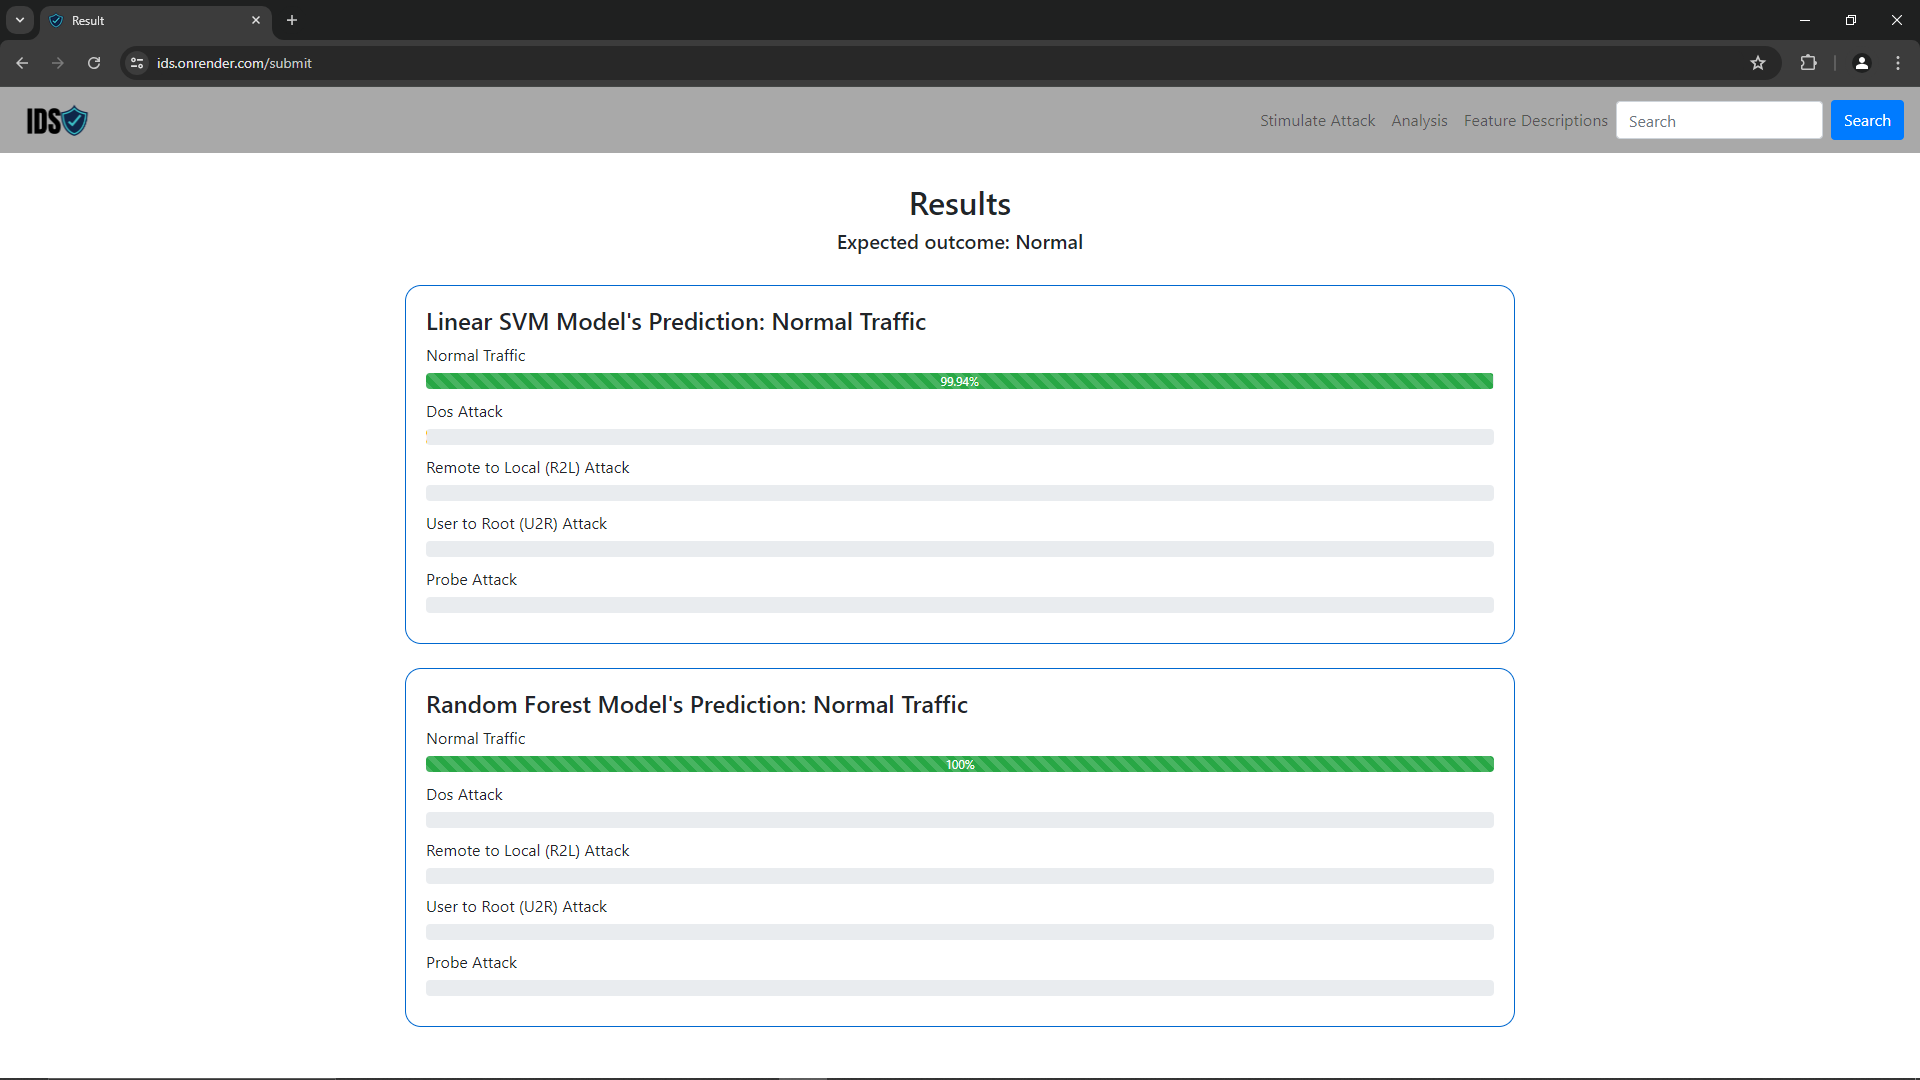 Result
ids.onrender.com/submit
IDS
Stimulate Attack
Analysis
Feature Descriptions
Search
Search
Results
Expected outcome: Normal
Linear SVM Model's Prediction: Normal Traffic
Normal Traffic
99.94%
Dos Attack
Remote to Local (R2L) Attack
User to Root (U2R) Attack
Probe Attack
Random Forest Model's Prediction: Normal Traffic
Normal Traffic
100%
Dos Attack
Remote to Local (R2L) Attack
User to Root (U2R) Attack
Probe Attack